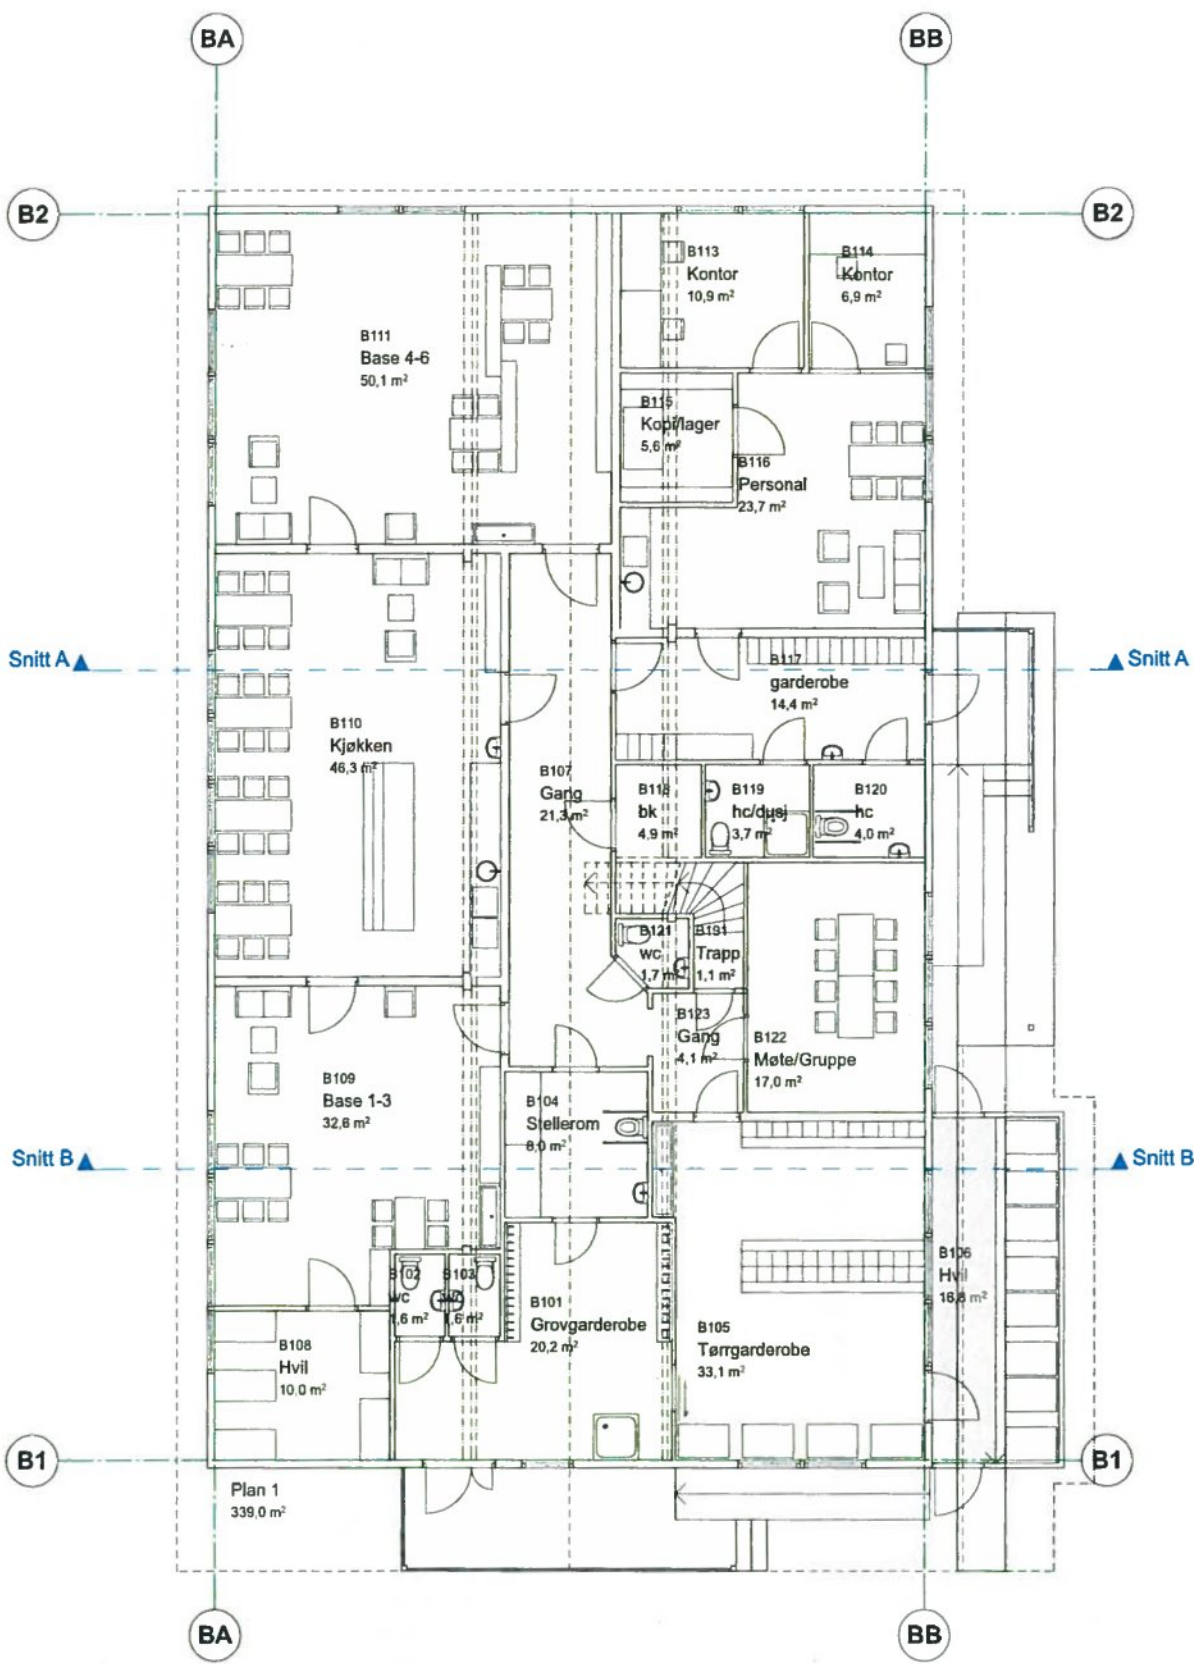 BA
BB
B2
B2
B113
Kontor
10,9 m²
B114
Kontor
6,9 m²
B111
Base 4-6
50,1 m²
B115
Kopi/lager
5,6 m²
B116
Personal
23,7 m²
Snitt A
Snitt A
B117
garderobe
14,4 m²
B110
Kjøkken
46,3 m²
B107
Gang
21,3 m²
B118
bk
4,9 m²
B119
hc/dusj
3,7 m²
B120
hc
4,0 m²
B121
wc
1,7 m²
B191
Trapp
1,1 m²
B123
Gang
4,1 m²
B122
Møte/Gruppe
17,0 m²
B109
Base 1-3
32,6 m²
B104
Stellerom
8,0 m²
Snitt B
Snitt B
B102
wc
1,6 m²
B103
wc
1,6 m²
B106
Hvil
16,8 m²
B101
Grovgarderobe
20,2 m²
B105
Tørrgarderobe
33,1 m²
B108
Hvil
10,0 m²
B1
B1
Plan 1
339,0 m²
BA
BB